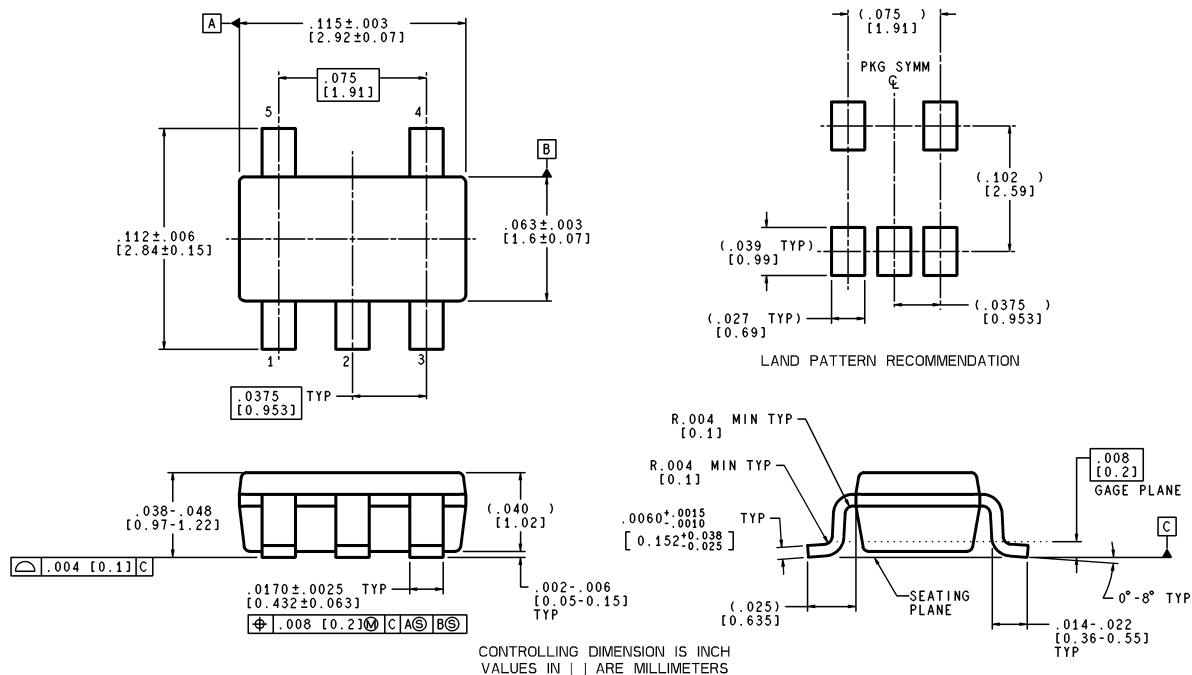 A
.115±.003
[2.92±0.07]
.075
[1.91]
5
4
B
.112±.006
[2.84±0.15]
.063±.003
[1.6±0.07]
1
2
3
.0375 TYP
[0.953]
(.075 )
[1.91]
PKG SYMM
℄
(.102 )
[2.59]
(.039 TYP)
[0.99]
(.027 TYP)
[0.69]
(.0375 )
[0.953]
LAND PATTERN RECOMMENDATION
.038-.048
[0.97-1.22]
(.040 )
[1.02]
⌓ .004 [0.1] C
.0170±.0025 TYP
[0.432±0.063]
⌖ .008 [0.2]Ⓜ C AⓈ BⓈ
.002-.006
[0.05-0.15]
TYP
R.004 MIN TYP
[0.1]
R.004 MIN TYP
[0.1]
.0060+.0015 -.0010 TYP
[0.152+0.038 -0.025]
.008
[0.2]
GAGE PLANE
C
SEATING
PLANE
0°-8° TYP
(.025)
[0.635]
.014-.022
[0.36-0.55]
TYP
CONTROLLING DIMENSION IS INCH
VALUES IN [ ] ARE MILLIMETERS